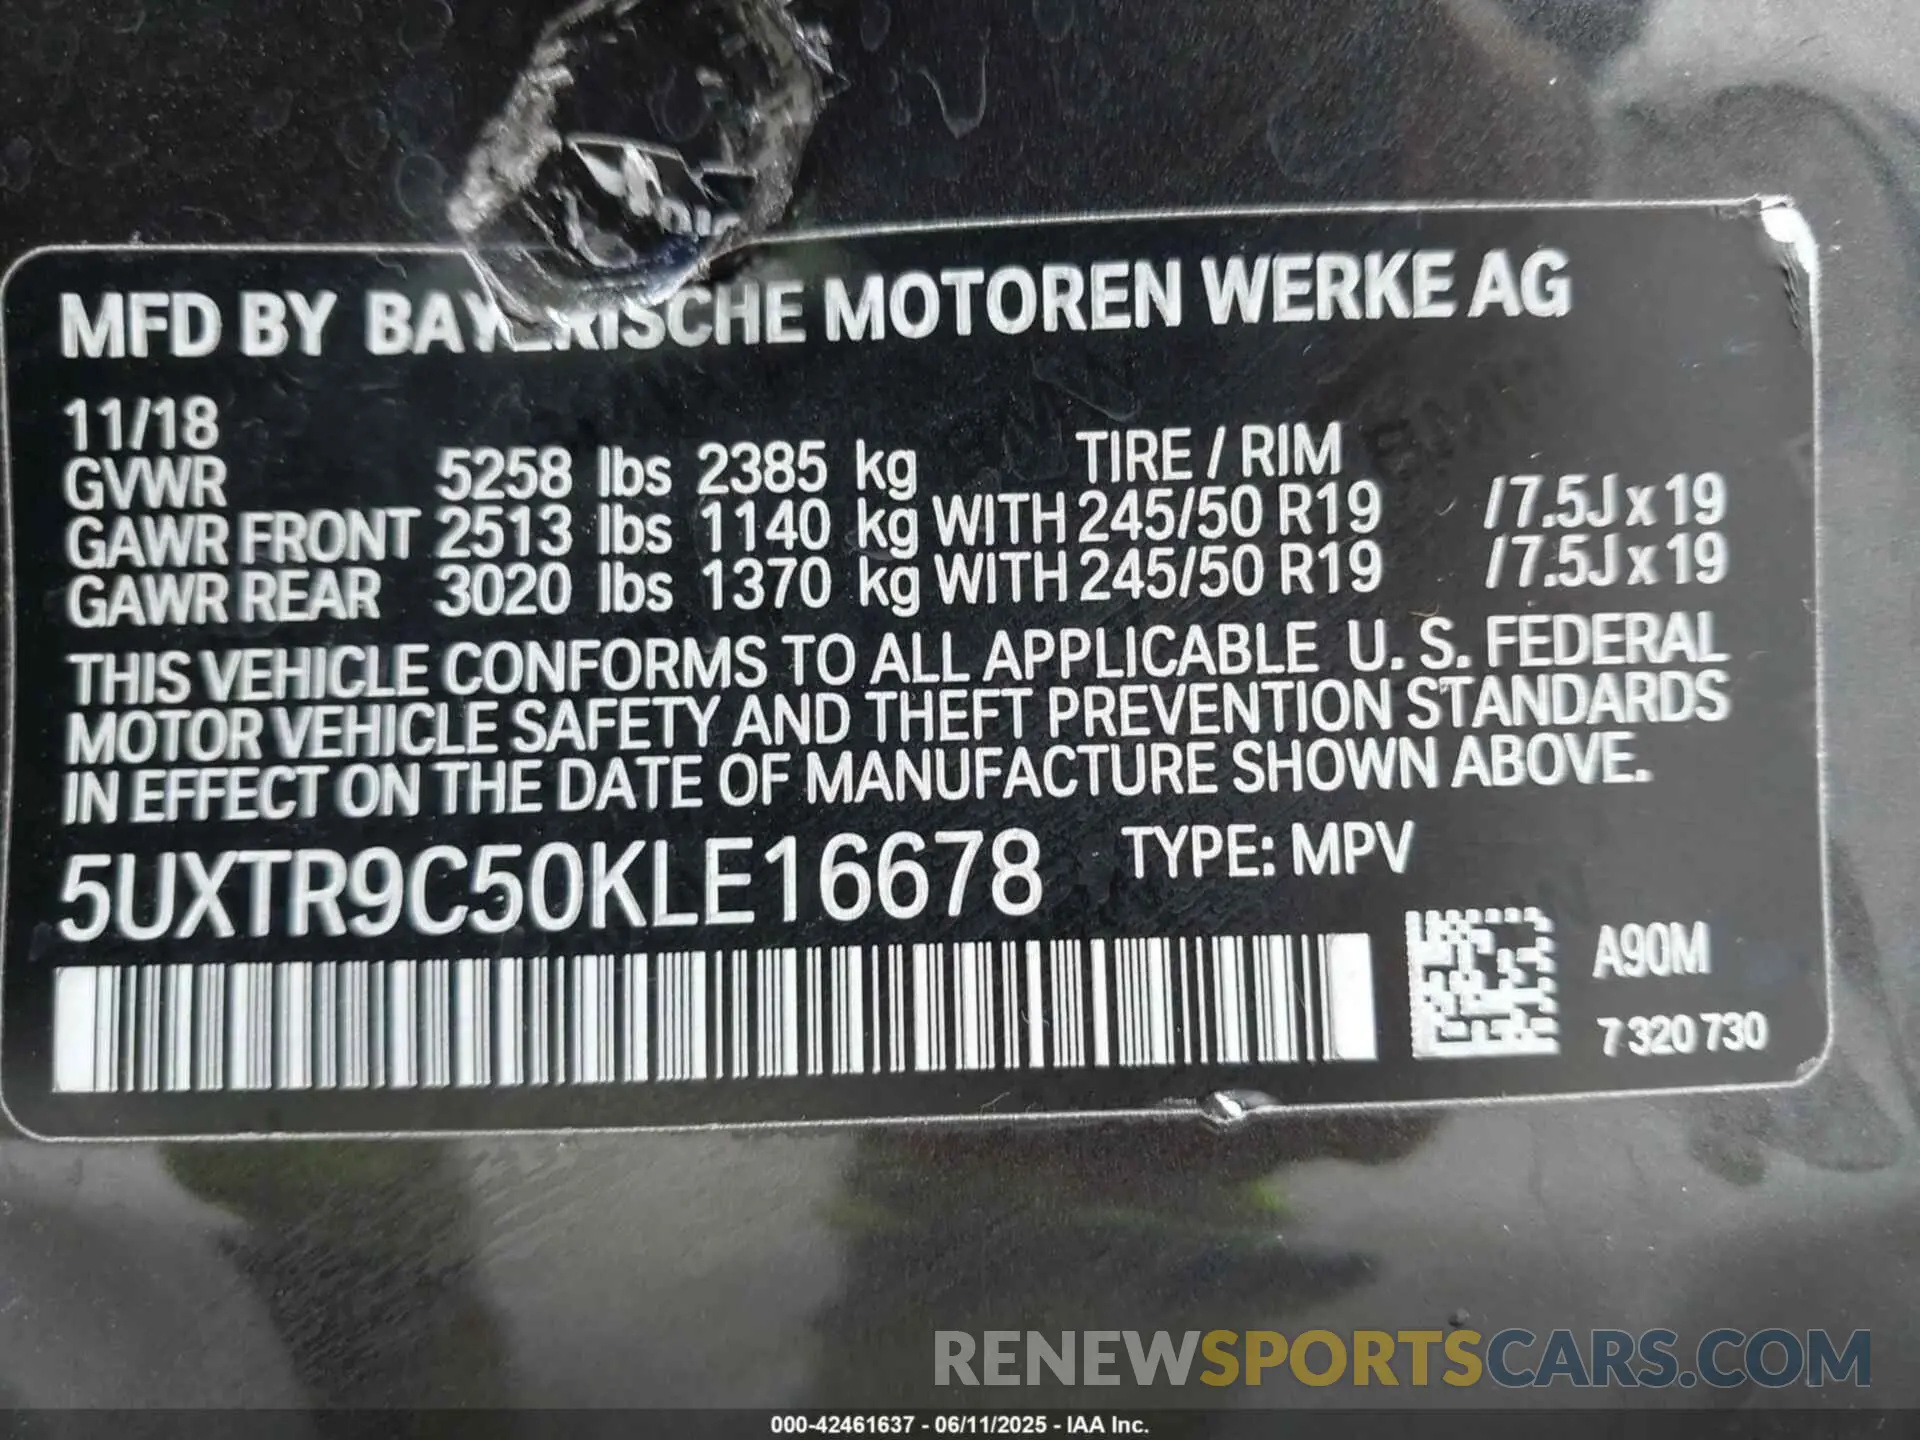 MFD BY BAYERISCHE MOTOREN WERKE AG
11/18
GVWR 5258 lbs 2385 kg TIRE / RIM
GAWR FRONT 2513 lbs 1140 kg WITH 245/50 R19 /7.5J x 19
GAWR REAR 3020 lbs 1370 kg WITH 245/50 R19 /7.5J x 19
THIS VEHICLE CONFORMS TO ALL APPLICABLE U. S. FEDERAL
MOTOR VEHICLE SAFETY AND THEFT PREVENTION STANDARDS
IN EFFECT ON THE DATE OF MANUFACTURE SHOWN ABOVE.
5UXTR9C50KLE16678 TYPE: MPV
A90M
7 320 730
RENEWSPORTSCARS.COM
000-42461637 - 06/11/2025 - IAA Inc.